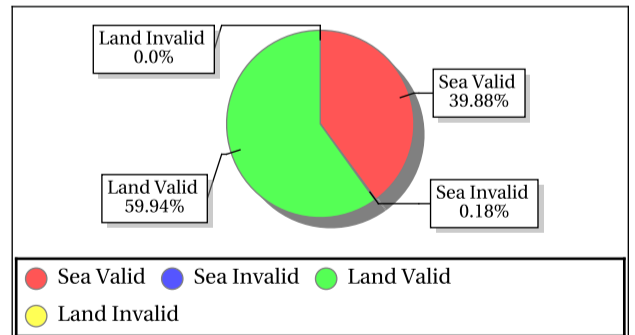 Land Invalid
0.0%
Sea Valid
39.88%
Land Valid
59.94%
Sea Invalid
0.18%
Sea Valid Sea Invalid Land Valid
Land Invalid